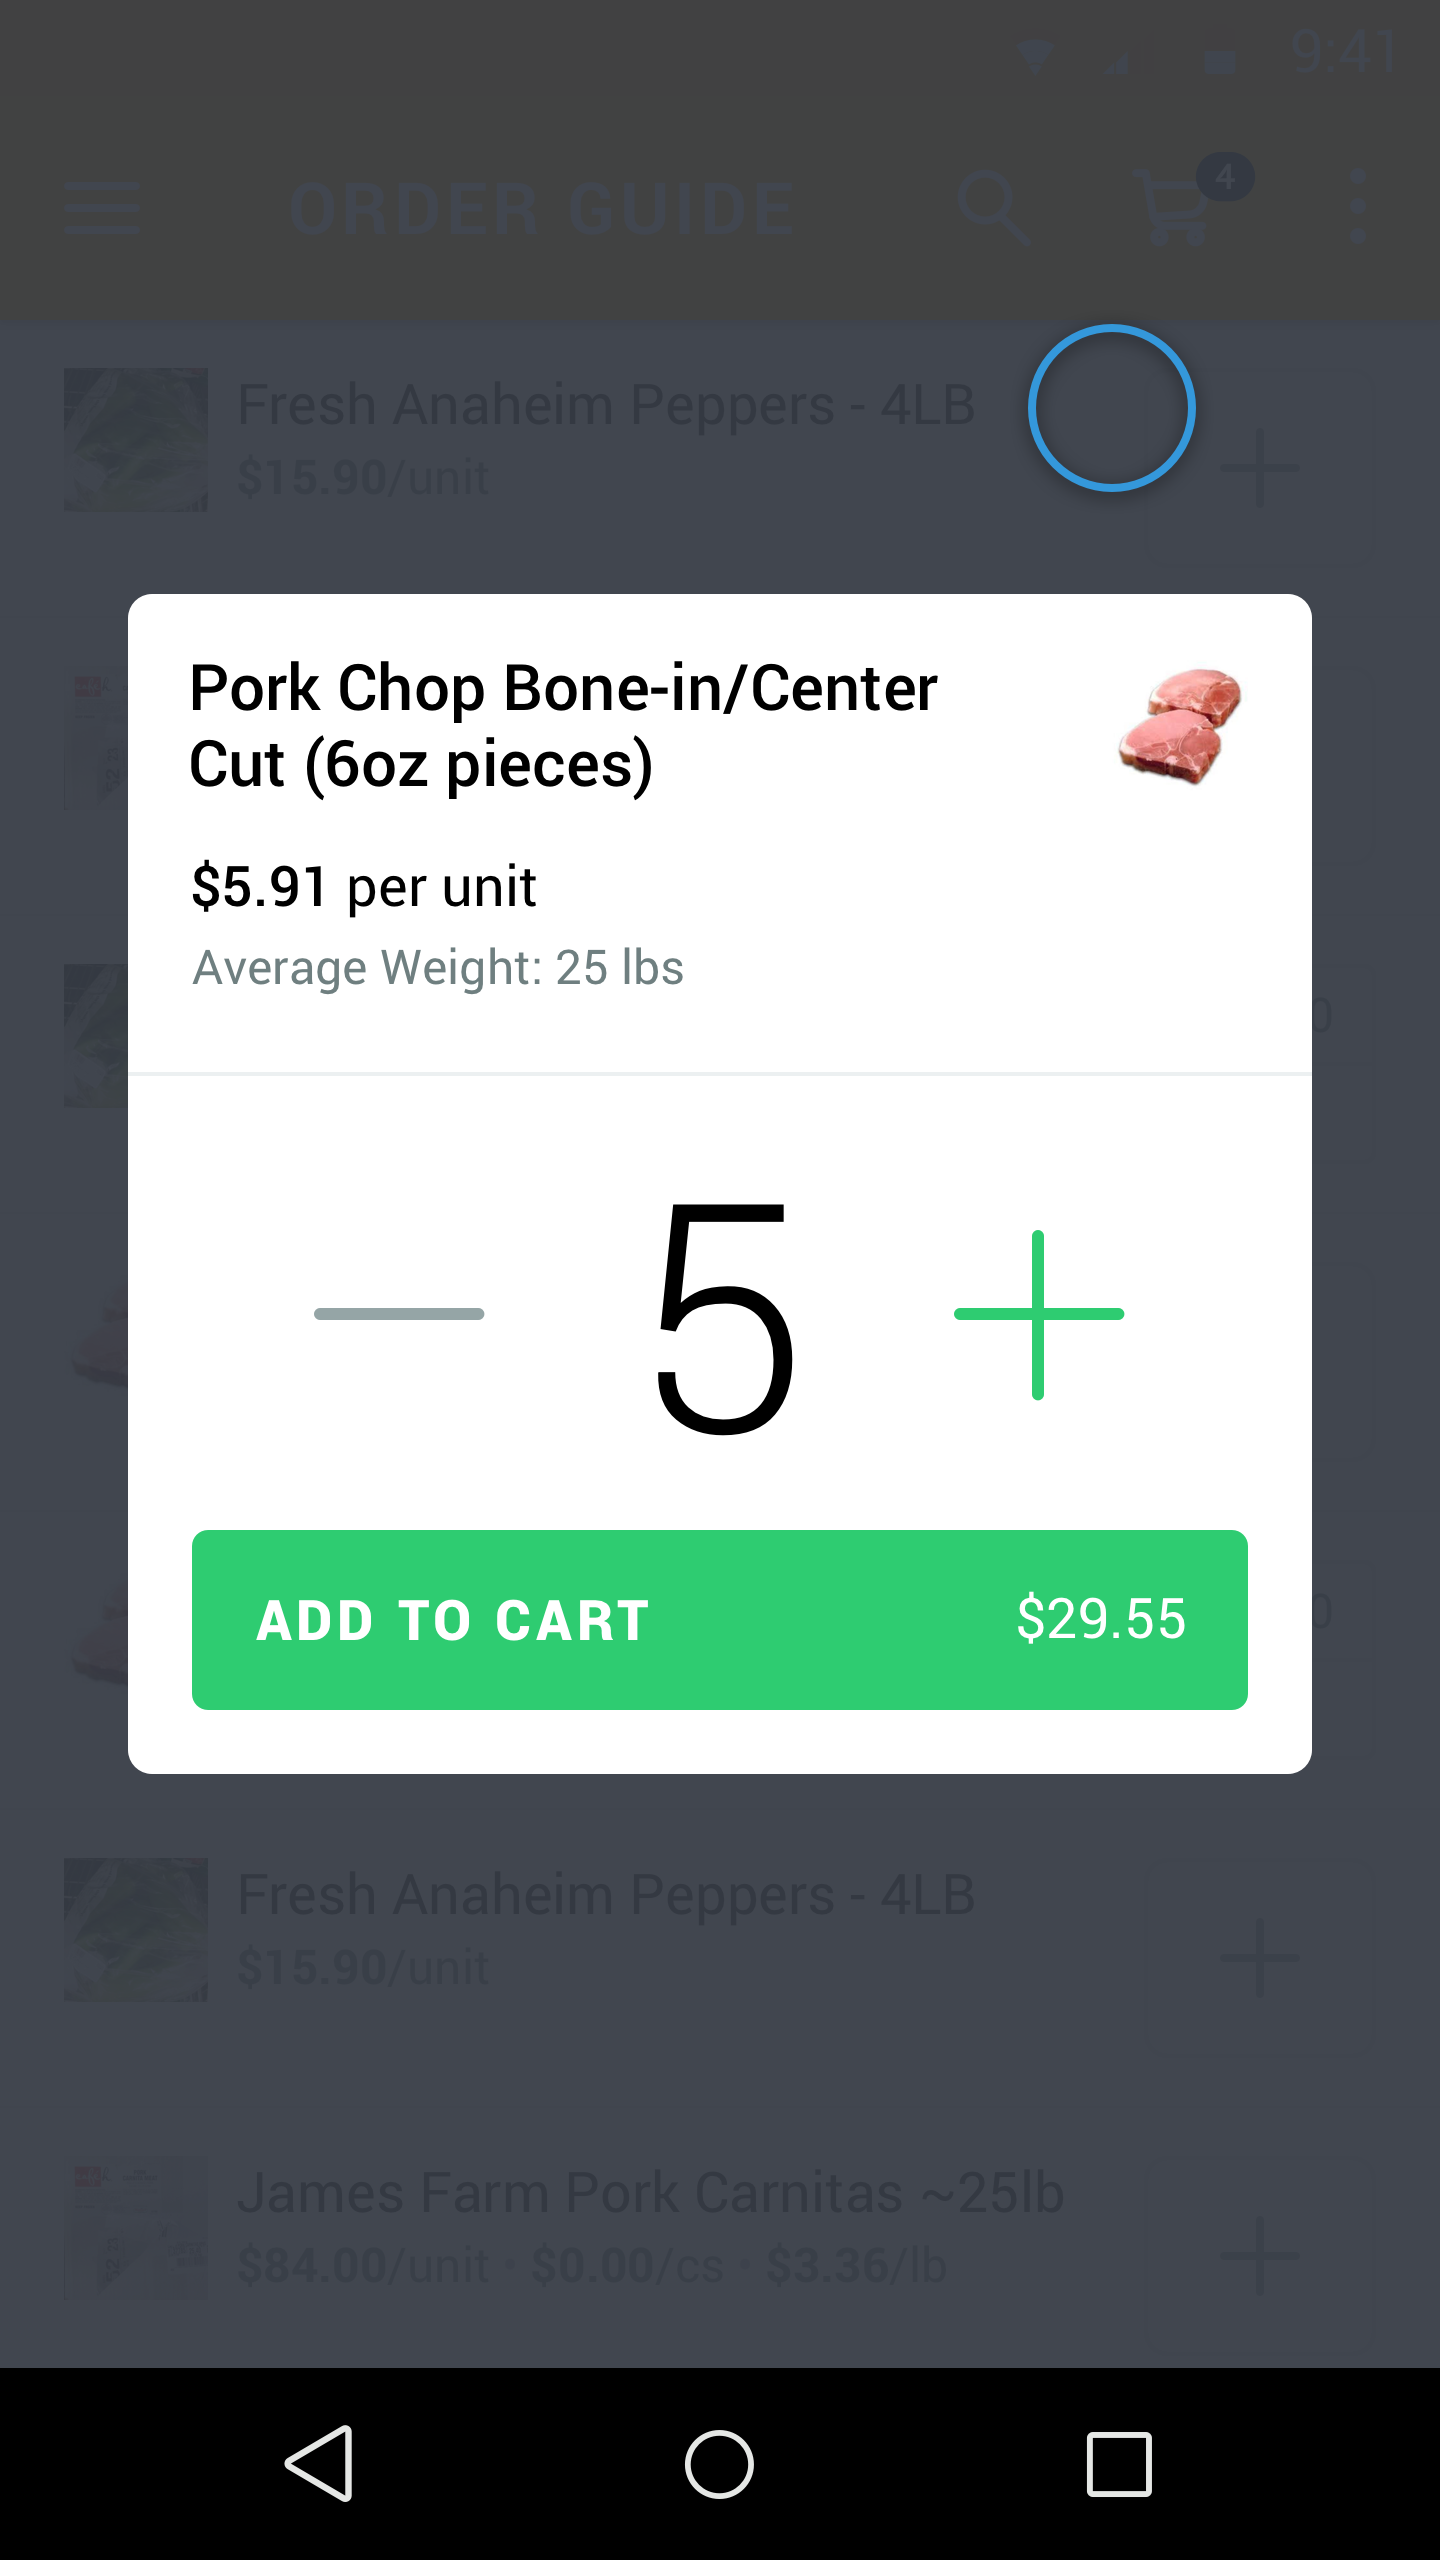 9:41
ORDER GUIDE
4
Fresh Anaheim Peppers - 4LB
$15.90/unit
Pork Chop Bone-in/Center
Cut (6oz pieces)
$5.91 per unit
Average Weight: 25 lbs
0
5
ADD TO CART $29.55
0
Fresh Anaheim Peppers - 4LB
$15.90/unit
James Farm Pork Carnitas ~25lb
$84.00/unit • $0.00/cs • $3.36/lb